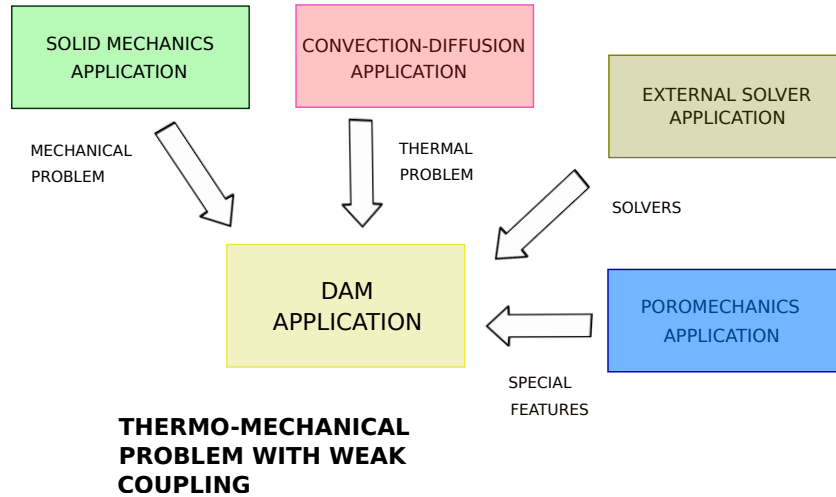 SOLID MECHANICS
APPLICATION
CONVECTION-DIFFUSION
APPLICATION
EXTERNAL SOLVER
APPLICATION
MECHANICAL
PROBLEM
THERMAL
PROBLEM
SOLVERS
DAM
APPLICATION
POROMECHANICS
APPLICATION
SPECIAL
FEATURES
THERMO-MECHANICAL
PROBLEM WITH WEAK
COUPLING